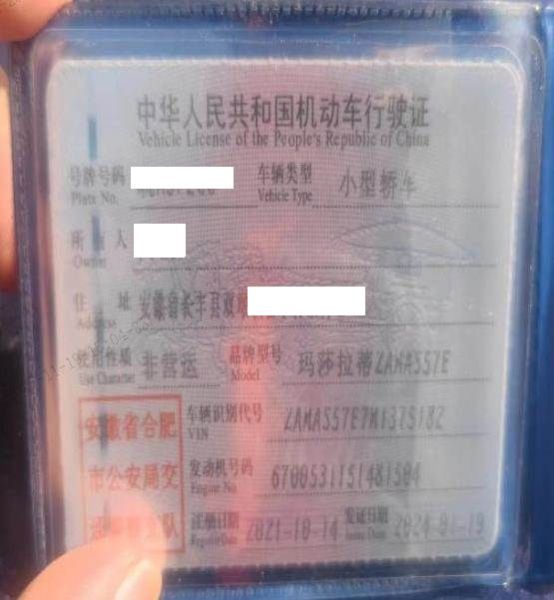 中华人民共和国机动车行驶证
Vehicle License of the People's Republic of China
号牌号码 车辆类型 小型轿车
Plate No. Vehicle Type
所有人
Owner
住址 安徽省长丰县双
Address
使用性质 非营运 品牌型号 玛莎拉蒂ZAMA557E
Use Character Model
安徽省合肥 车辆识别代号 ZAMA557E7M1375182
VIN
市公安局交 发动机号码 6700531151481504
Engine No.
注册日期 2021-10-14 发证日期 2024-01-19
Register Date Issue Date